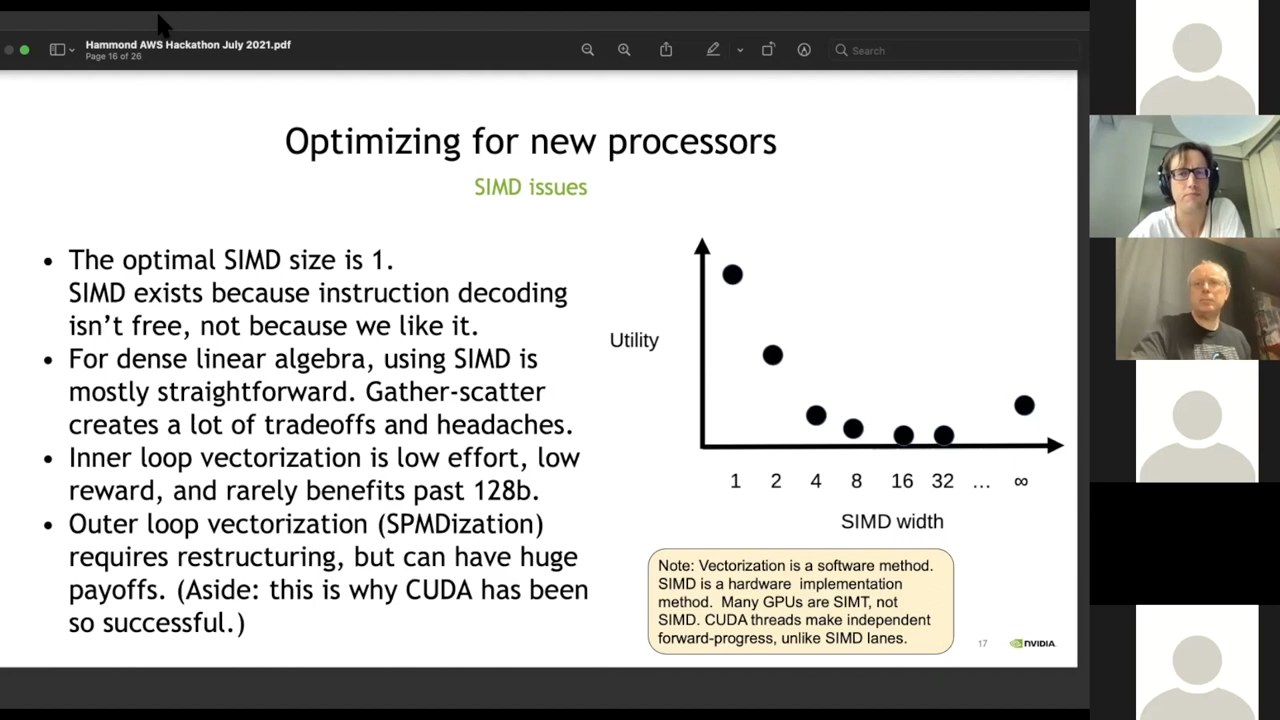 Hammond AWS Hackathon July 2021.pdf
Page 16 of 26
Search
Optimizing for new processors
SIMD issues
• The optimal SIMD size is 1.
SIMD exists because instruction decoding
isn't free, not because we like it.
• For dense linear algebra, using SIMD is
mostly straightforward. Gather-scatter
creates a lot of tradeoffs and headaches.
• Inner loop vectorization is low effort, low
reward, and rarely benefits past 128b.
• Outer loop vectorization (SPMDization)
requires restructuring, but can have huge
payoffs. (Aside: this is why CUDA has been
so successful.)
Utility
1 2 4 8 16 32 ... ∞
SIMD width
Note: Vectorization is a software method.
SIMD is a hardware implementation
method. Many GPUs are SIMT, not
SIMD. CUDA threads make independent
forward-progress, unlike SIMD lanes.
17
NVIDIA